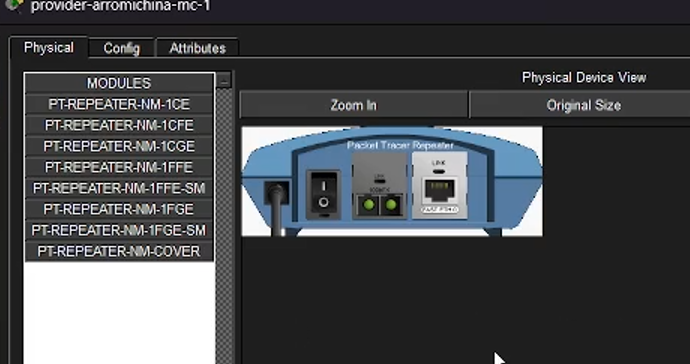 provider-arromichina-mc-1
Physical
Config
Attributes
MODULES
PT-REPEATER-NM-1CE
PT-REPEATER-NM-1CFE
PT-REPEATER-NM-1CGE
PT-REPEATER-NM-1FFE
PT-REPEATER-NM-1FFE-SM
PT-REPEATER-NM-1FGE
PT-REPEATER-NM-1FGE-SM
PT-REPEATER-NM-COVER
Physical Device View
Zoom In
Original Size
Packet Tracer Repeater
LINK